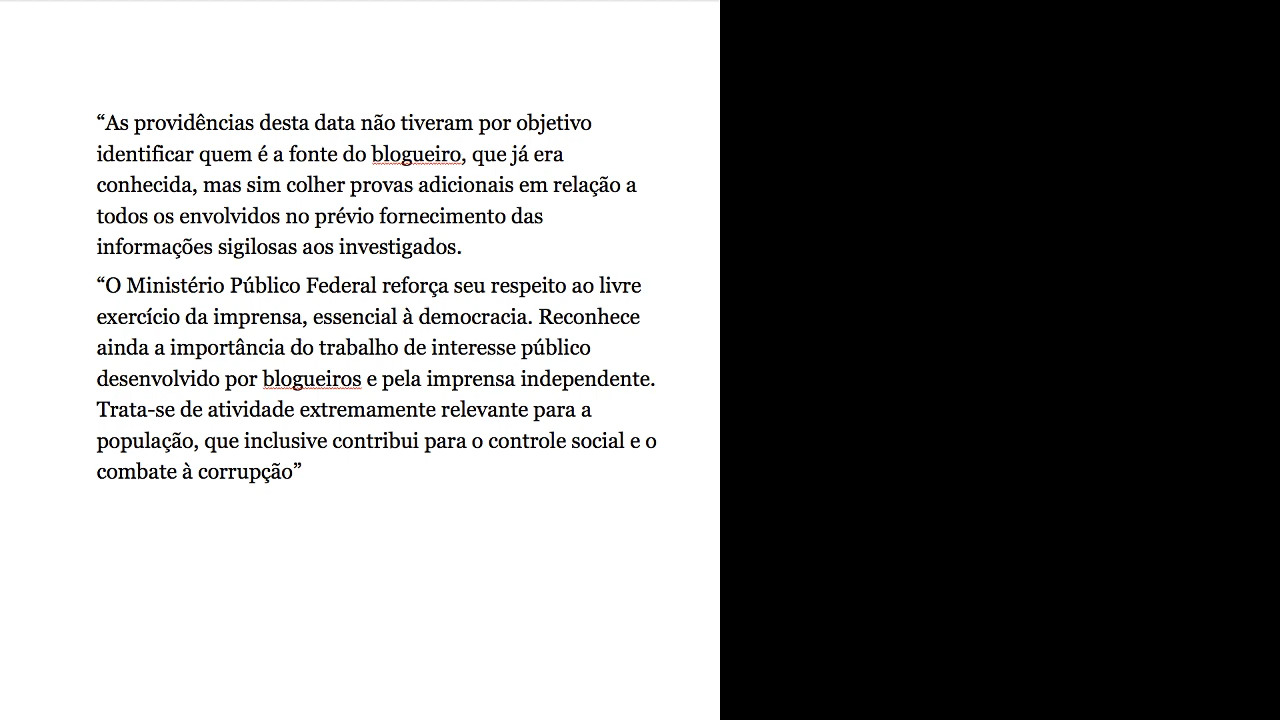 “As providências desta data não tiveram por objetivo
identificar quem é a fonte do blogueiro, que já era
conhecida, mas sim colher provas adicionais em relação a
todos os envolvidos no prévio fornecimento das
informações sigilosas aos investigados.
“O Ministério Público Federal reforça seu respeito ao livre
exercício da imprensa, essencial à democracia. Reconhece
ainda a importância do trabalho de interesse público
desenvolvido por blogueiros e pela imprensa independente.
Trata-se de atividade extremamente relevante para a
população, que inclusive contribui para o controle social e o
combate à corrupção”